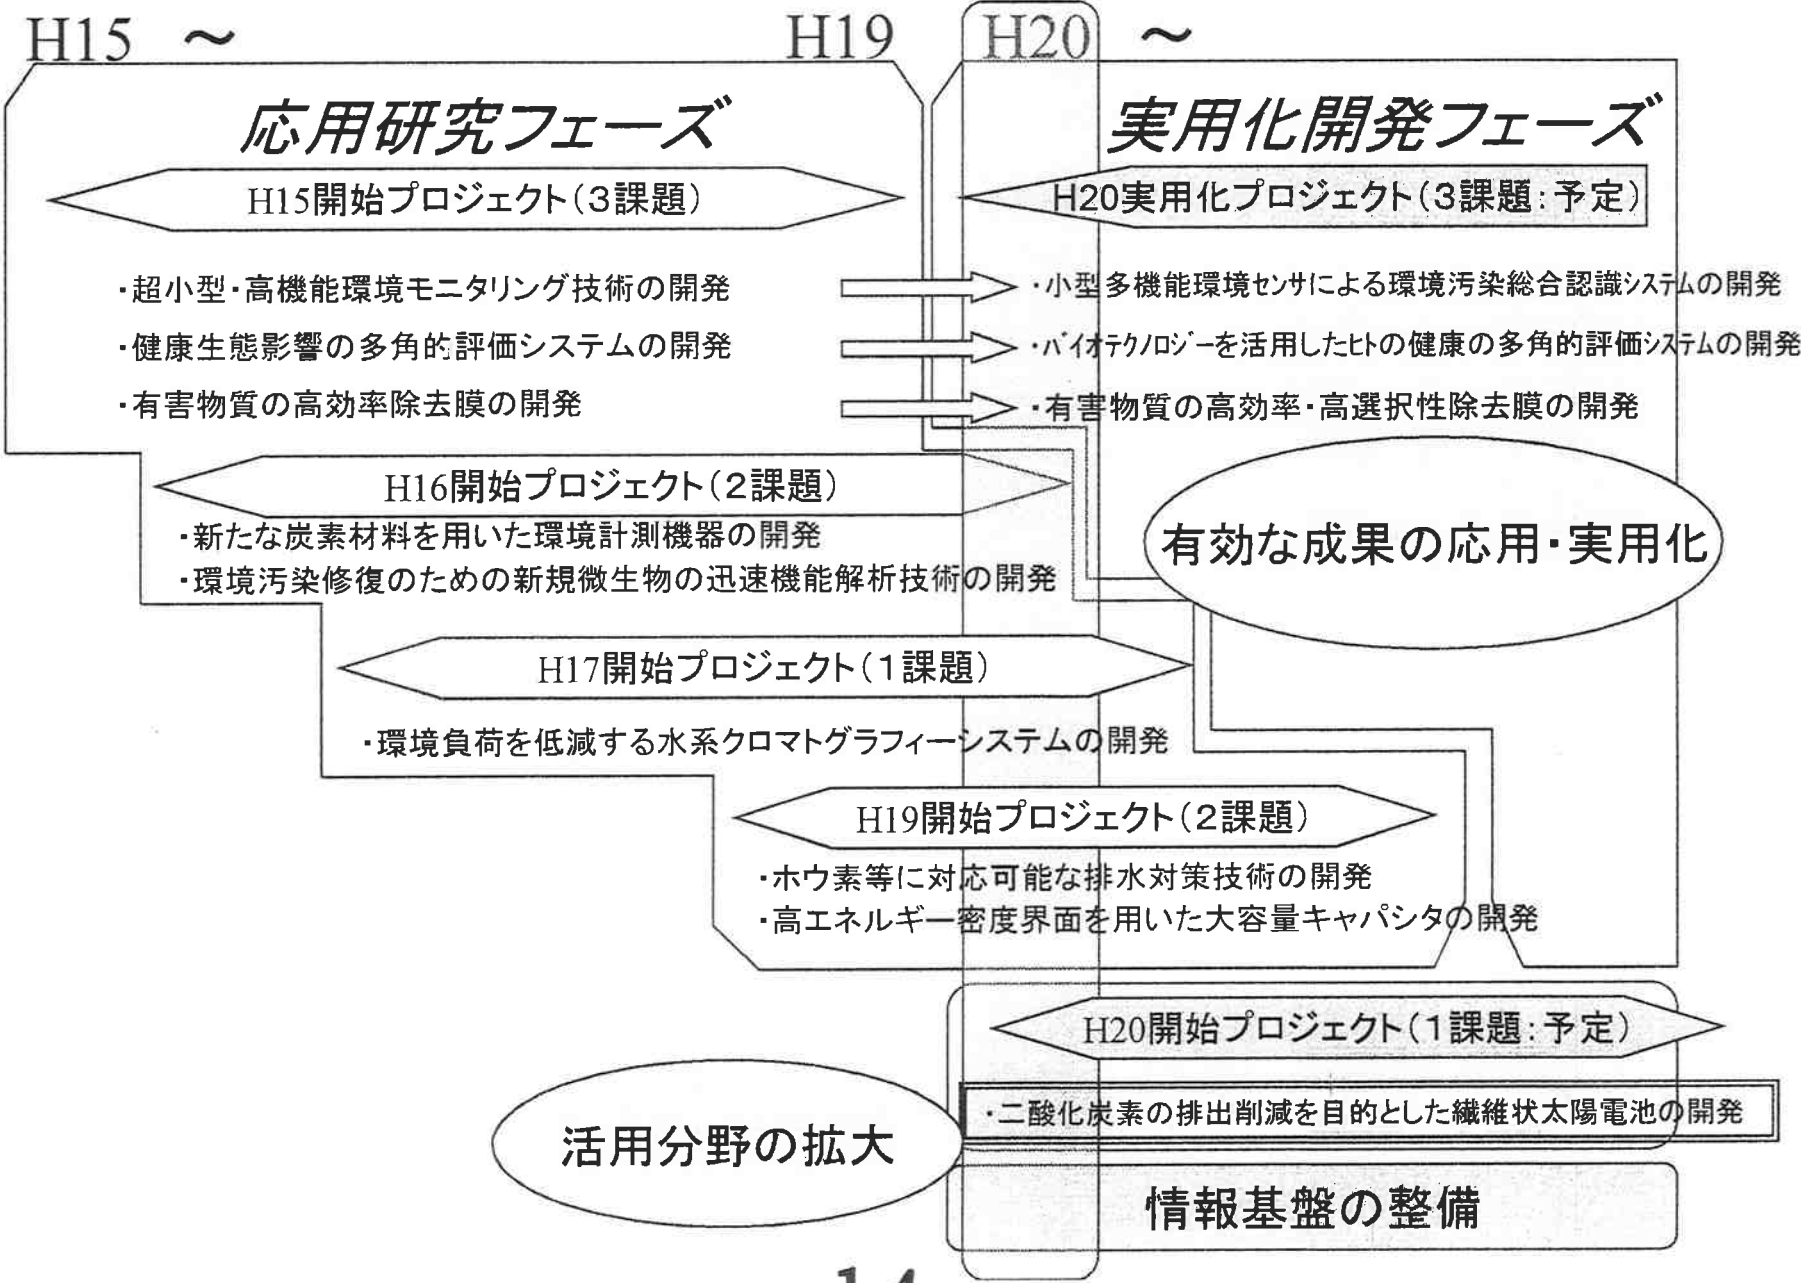 H15 ～ H19 H20 ～
応用研究フェーズ
実用化開発フェーズ
H15開始プロジェクト（3課題）
H20実用化プロジェクト（3課題：予定）
・超小型・高機能環境モニタリング技術の開発
・小型多機能環境センサによる環境汚染総合認識システムの開発
・健康生態影響の多角的評価システムの開発
・バイオテクノロジーを活用したヒトの健康の多角的評価システムの開発
・有害物質の高効率除去膜の開発
・有害物質の高効率・高選択性除去膜の開発
H16開始プロジェクト（2課題）
・新たな炭素材料を用いた環境計測機器の開発
・環境汚染修復のための新規微生物の迅速機能解析技術の開発
有効な成果の応用・実用化
H17開始プロジェクト（1課題）
・環境負荷を低減する水系クロマトグラフィーシステムの開発
H19開始プロジェクト（2課題）
・ホウ素等に対応可能な排水対策技術の開発
・高エネルギー密度界面を用いた大容量キャパシタの開発
H20開始プロジェクト（1課題：予定）
・二酸化炭素の排出削減を目的とした繊維状太陽電池の開発
活用分野の拡大
情報基盤の整備